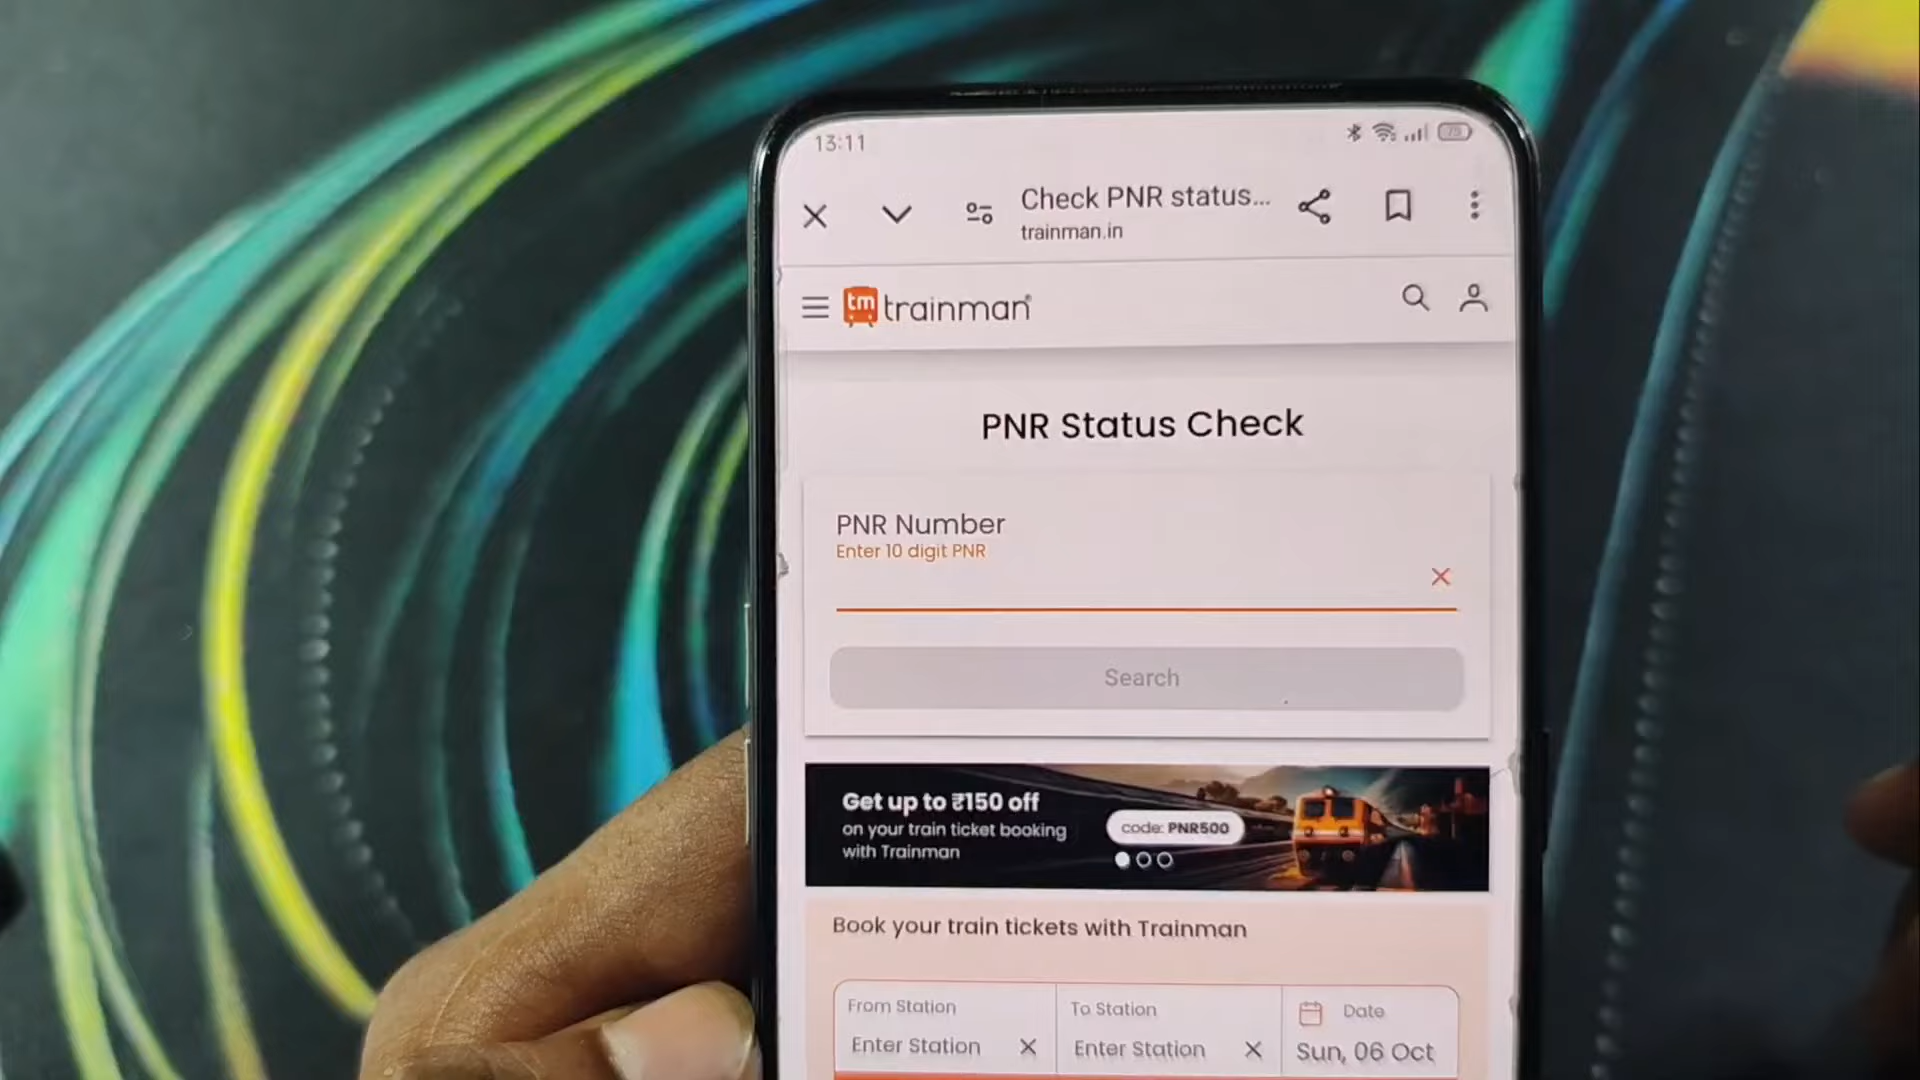 13:11
75
Check PNR status...
trainman.in
tm trainman
PNR Status Check
PNR Number
Enter 10 digit PNR
Search
Get up to ₹150 off
on your train ticket booking
with Trainman
code: PNR500
Book your train tickets with Trainman
From Station
To Station
Date
Enter Station
Enter Station
Sun, 06 Oct